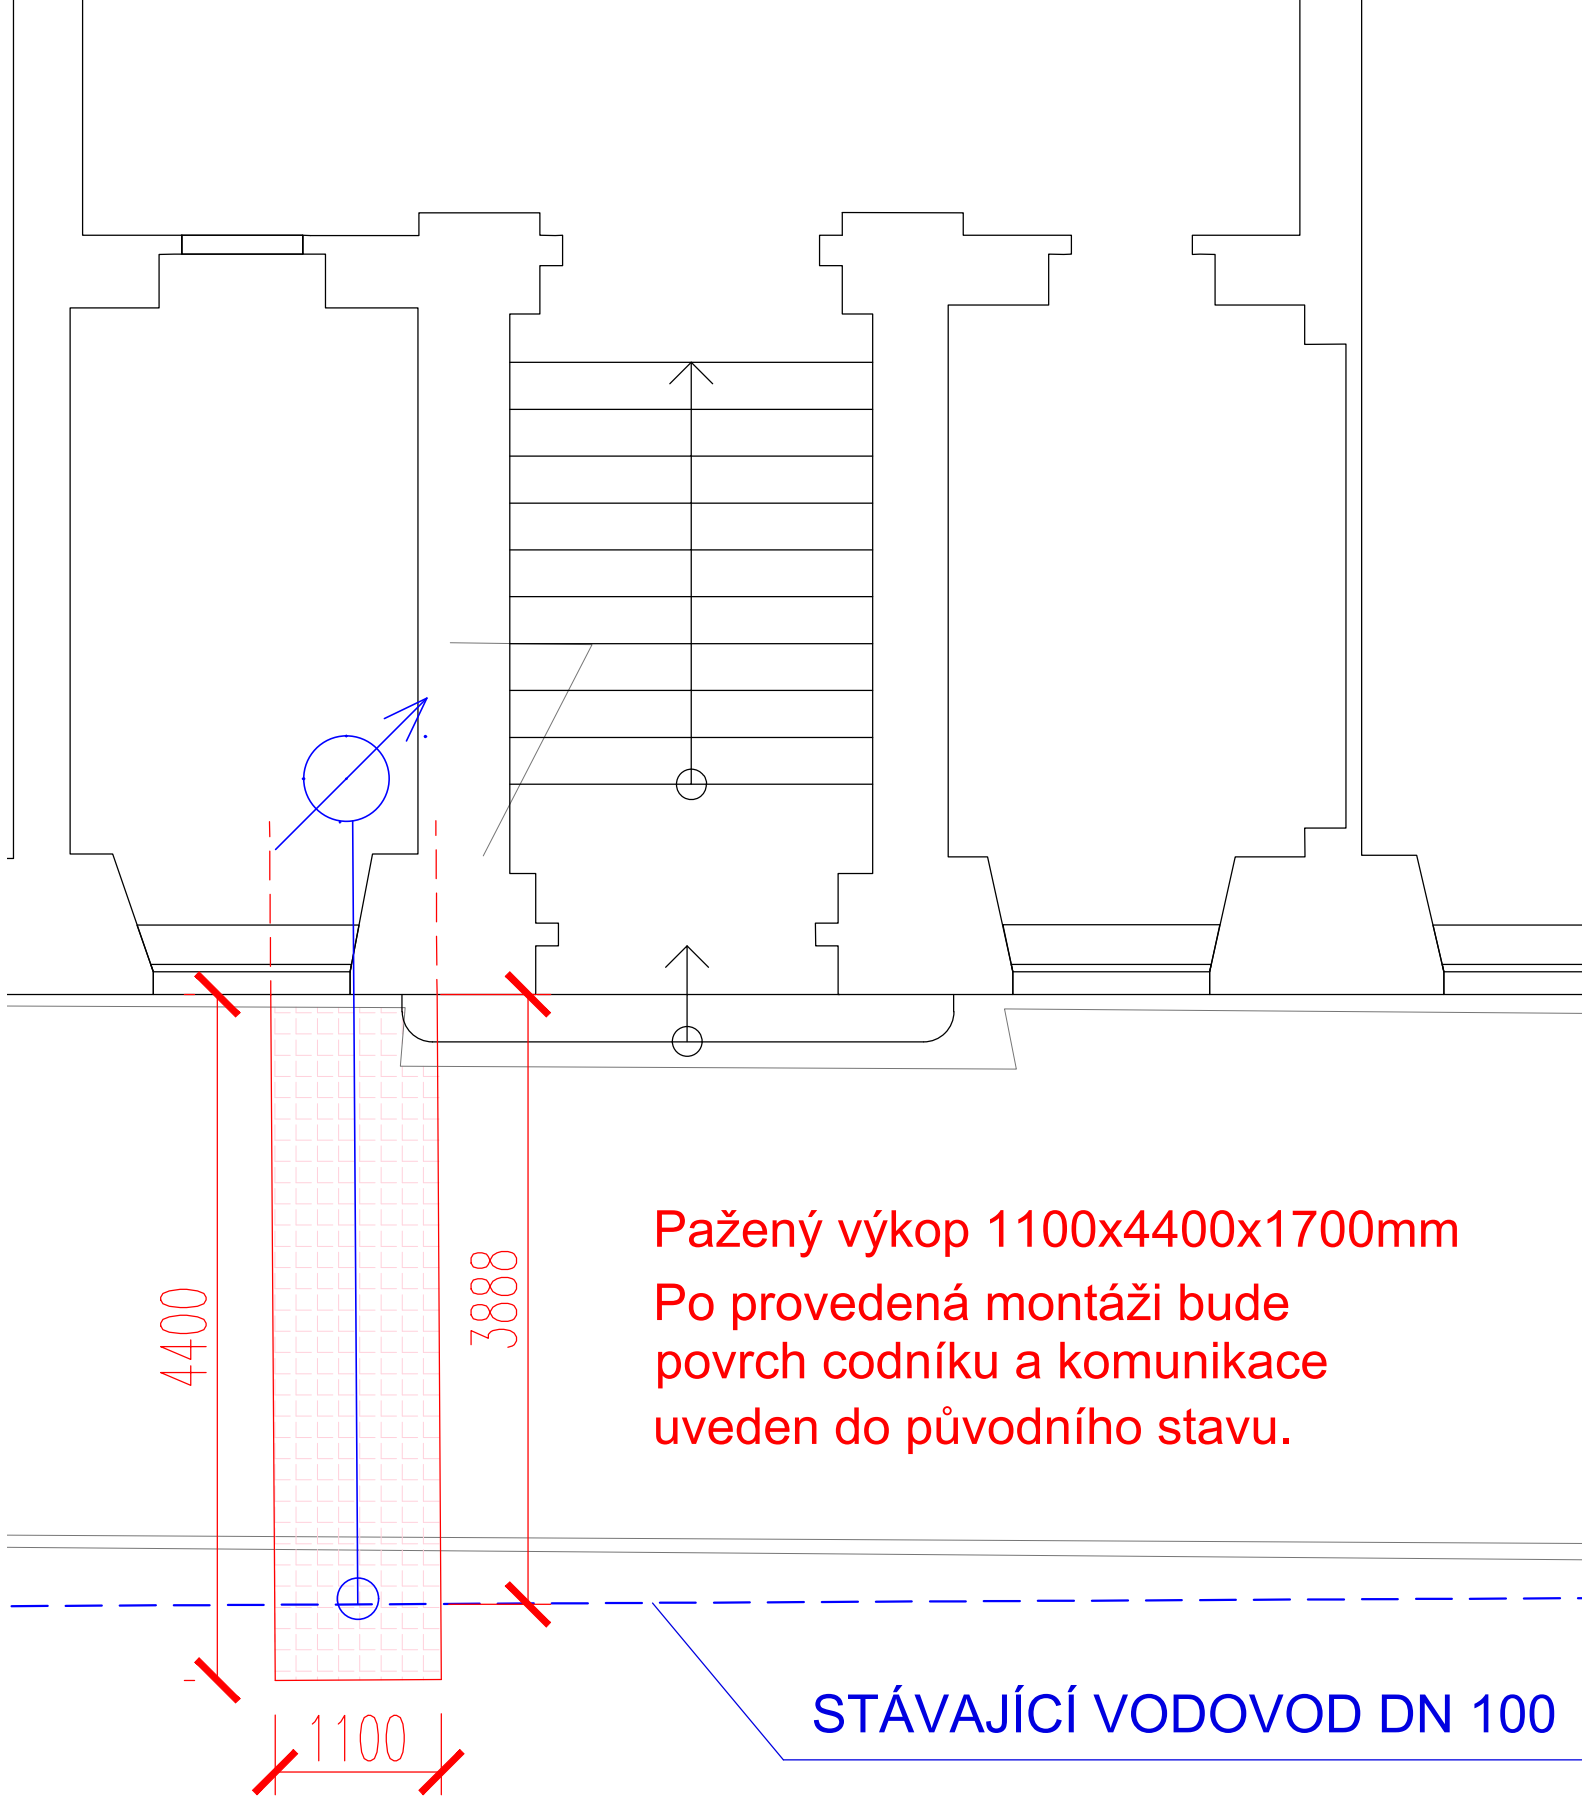 Pažený výkop 1100x4400x1700mm
Po provedená montáži bude
povrch codníku a komunikace
uveden do původního stavu.
4400
3888
1100
STÁVAJÍCÍ VODOVOD DN 100